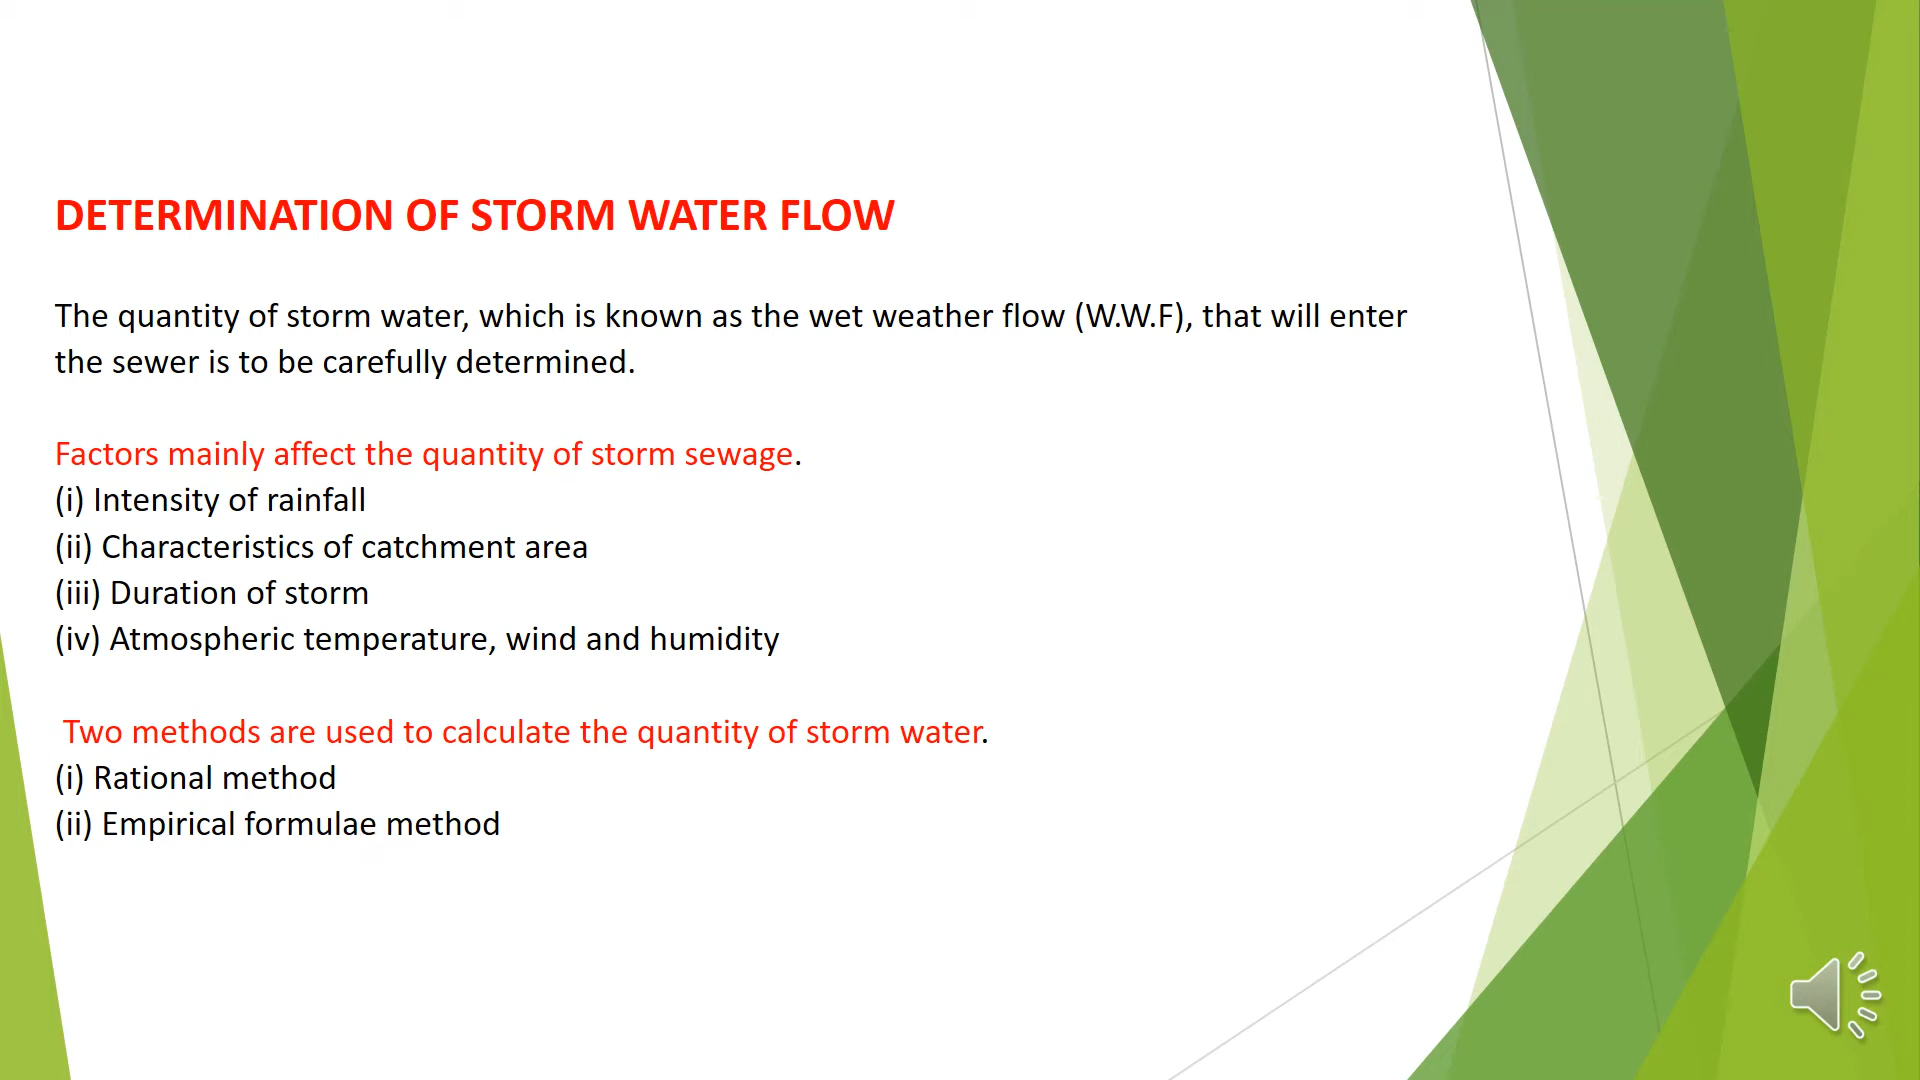 DETERMINATION OF STORM WATER FLOW
The quantity of storm water, which is known as the wet weather flow (W.W.F), that will enter
the sewer is to be carefully determined.
Factors mainly affect the quantity of storm sewage.
(i) Intensity of rainfall
(ii) Characteristics of catchment area
(iii) Duration of storm
(iv) Atmospheric temperature, wind and humidity
Two methods are used to calculate the quantity of storm water.
(i) Rational method
(ii) Empirical formulae method